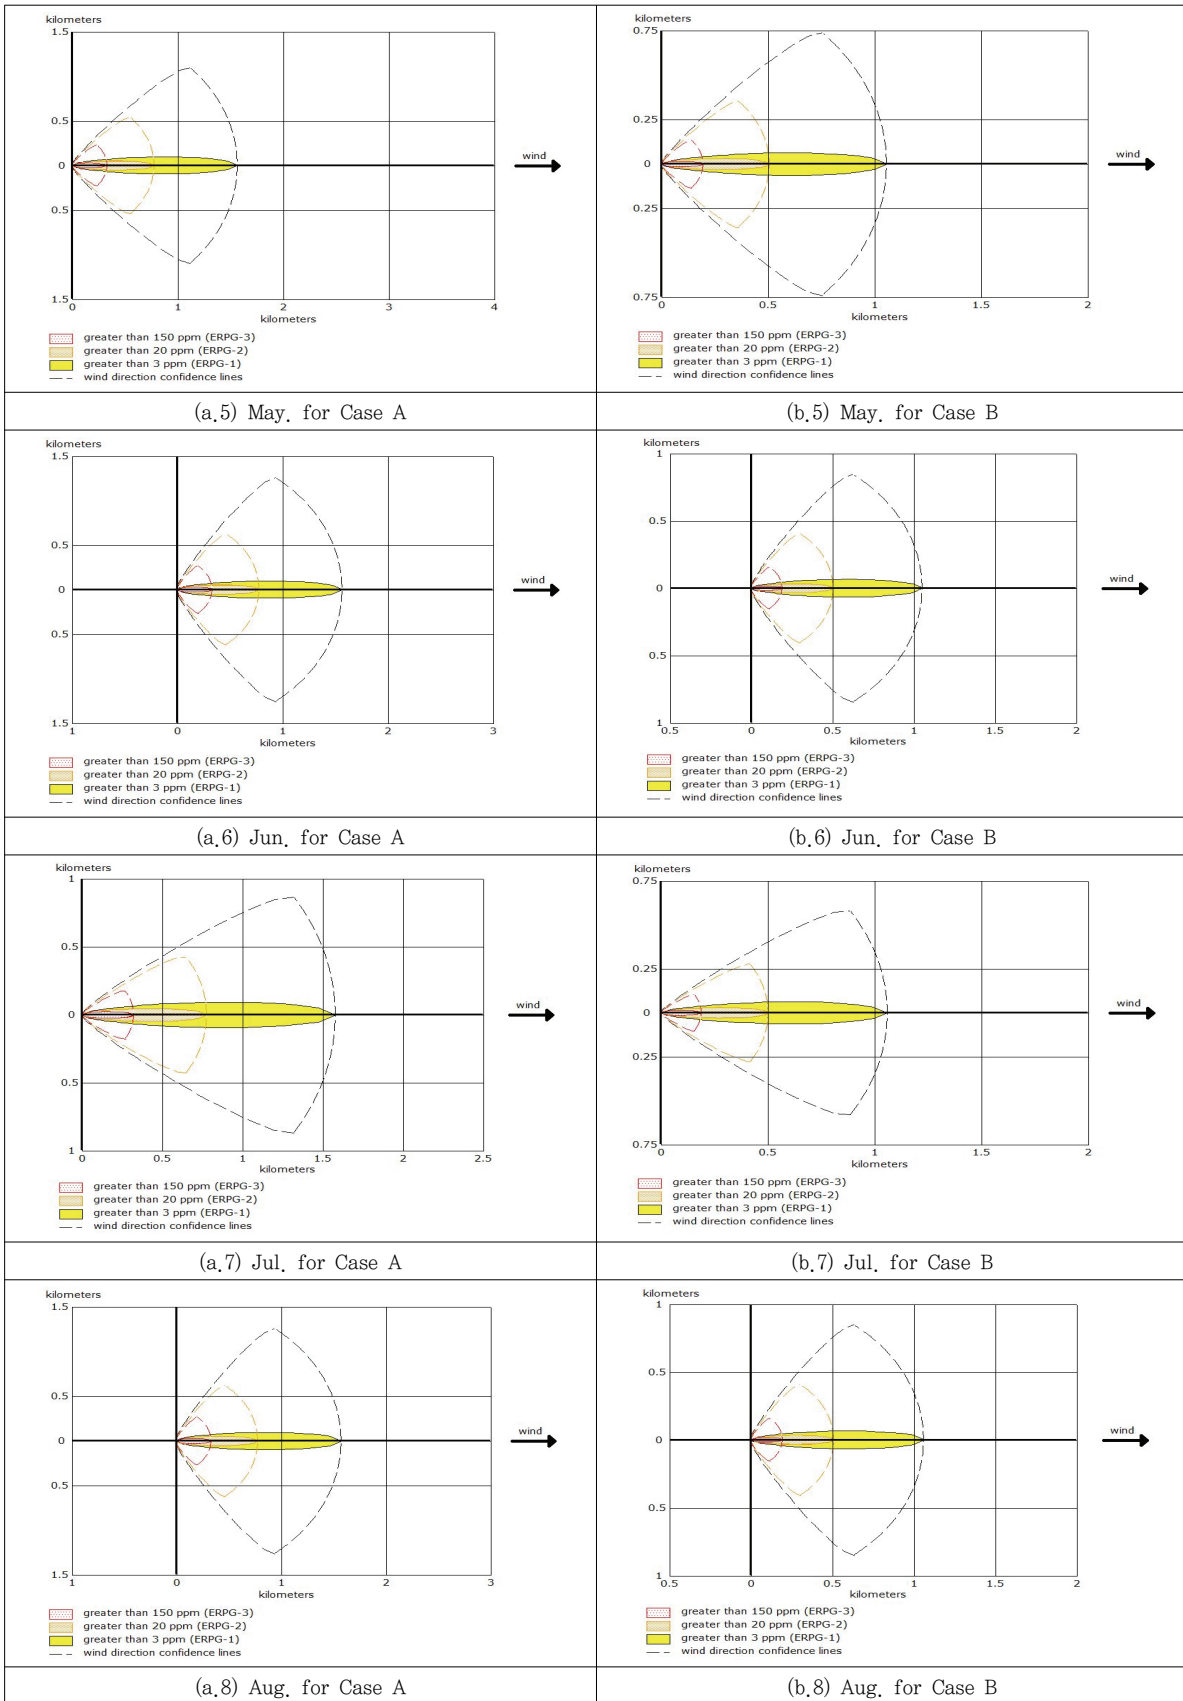 kilometers
1.5
0.5
0
0.5
1.5
0 1 2 3 4
kilometers
wind
greater than 150 ppm (ERPG-3)
greater than 20 ppm (ERPG-2)
greater than 3 ppm (ERPG-1)
wind direction confidence lines
(a.5) May. for Case A
kilometers
0.75
0.25
0
0.25
0.75
0 0.5 1 1.5 2
kilometers
wind
greater than 150 ppm (ERPG-3)
greater than 20 ppm (ERPG-2)
greater than 3 ppm (ERPG-1)
wind direction confidence lines
(b.5) May. for Case B
kilometers
1.5
0.5
0
0.5
1.5
1 0 1 2 3
kilometers
wind
greater than 150 ppm (ERPG-3)
greater than 20 ppm (ERPG-2)
greater than 3 ppm (ERPG-1)
wind direction confidence lines
(a.6) Jun. for Case A
kilometers
1
0.5
0
0.5
1
0.5 0 0.5 1 1.5 2
kilometers
wind
greater than 150 ppm (ERPG-3)
greater than 20 ppm (ERPG-2)
greater than 3 ppm (ERPG-1)
wind direction confidence lines
(b.6) Jun. for Case B
kilometers
1
0.5
0
0.5
1
0 0.5 1 1.5 2 2.5
kilometers
wind
greater than 150 ppm (ERPG-3)
greater than 20 ppm (ERPG-2)
greater than 3 ppm (ERPG-1)
wind direction confidence lines
(a.7) Jul. for Case A
kilometers
0.75
0.25
0
0.25
0.75
0 0.5 1 1.5 2
kilometers
wind
greater than 150 ppm (ERPG-3)
greater than 20 ppm (ERPG-2)
greater than 3 ppm (ERPG-1)
wind direction confidence lines
(b.7) Jul. for Case B
kilometers
1.5
0.5
0
0.5
1.5
1 0 1 2 3
kilometers
wind
greater than 150 ppm (ERPG-3)
greater than 20 ppm (ERPG-2)
greater than 3 ppm (ERPG-1)
wind direction confidence lines
(a.8) Aug. for Case A
kilometers
1
0.5
0
0.5
1
0.5 0 0.5 1 1.5 2
kilometers
wind
greater than 150 ppm (ERPG-3)
greater than 20 ppm (ERPG-2)
greater than 3 ppm (ERPG-1)
wind direction confidence lines
(b.8) Aug. for Case B